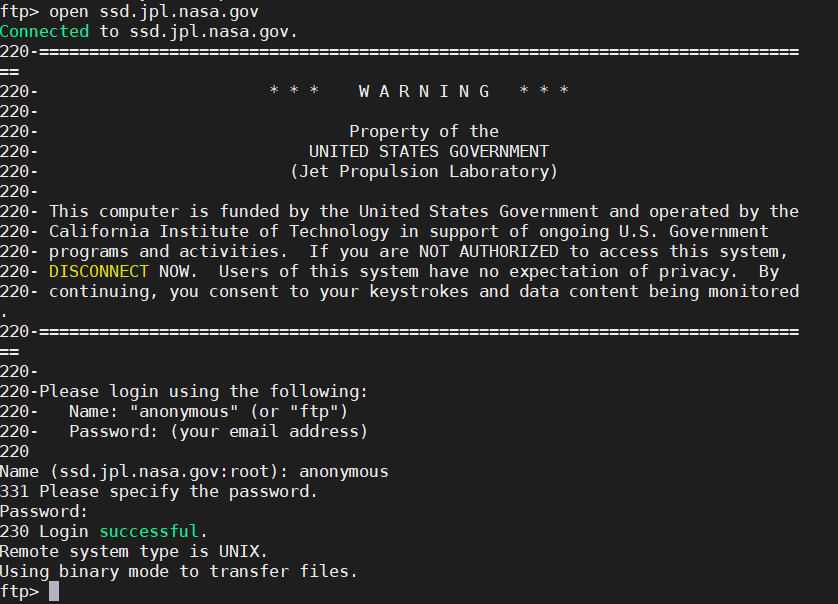 ftp> open ssd.jpl.nasa.gov
Connected to ssd.jpl.nasa.gov.
220-============================================================================
==
220-                       * * *    W A R N I N G   * * *
220-
220-                               Property of the
220-                           UNITED STATES GOVERNMENT
220-                         (Jet Propulsion Laboratory)
220-
220- This computer is funded by the United States Government and operated by the
220- California Institute of Technology in support of ongoing U.S. Government
220- programs and activities.  If you are NOT AUTHORIZED to access this system,
220- DISCONNECT NOW.  Users of this system have no expectation of privacy.  By
220- continuing, you consent to your keystrokes and data content being monitored
.
220-============================================================================
==
220-
220-Please login using the following:
220-   Name: "anonymous" (or "ftp")
220-   Password: (your email address)
220
Name (ssd.jpl.nasa.gov:root): anonymous
331 Please specify the password.
Password:
230 Login successful.
Remote system type is UNIX.
Using binary mode to transfer files.
ftp>